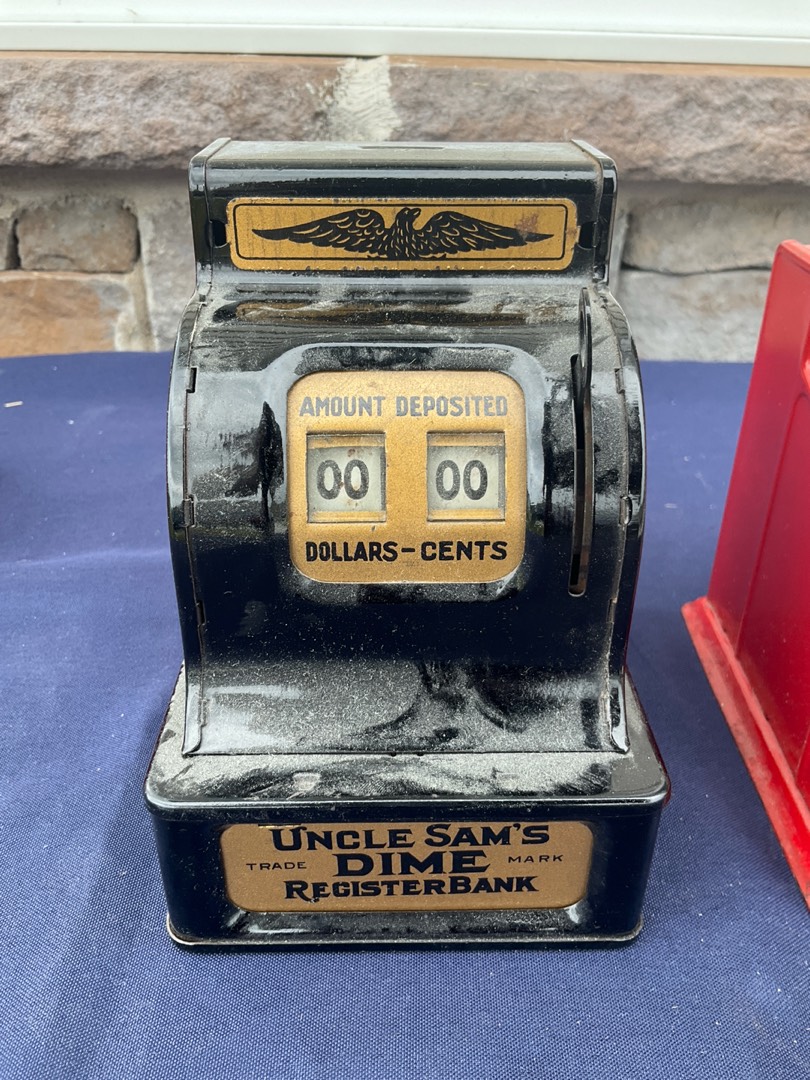 AMOUNT DEPOSITED
00 00
DOLLARS-CENTS
UNCLE SAM'S
TRADE DIME MARK
REGISTER BANK